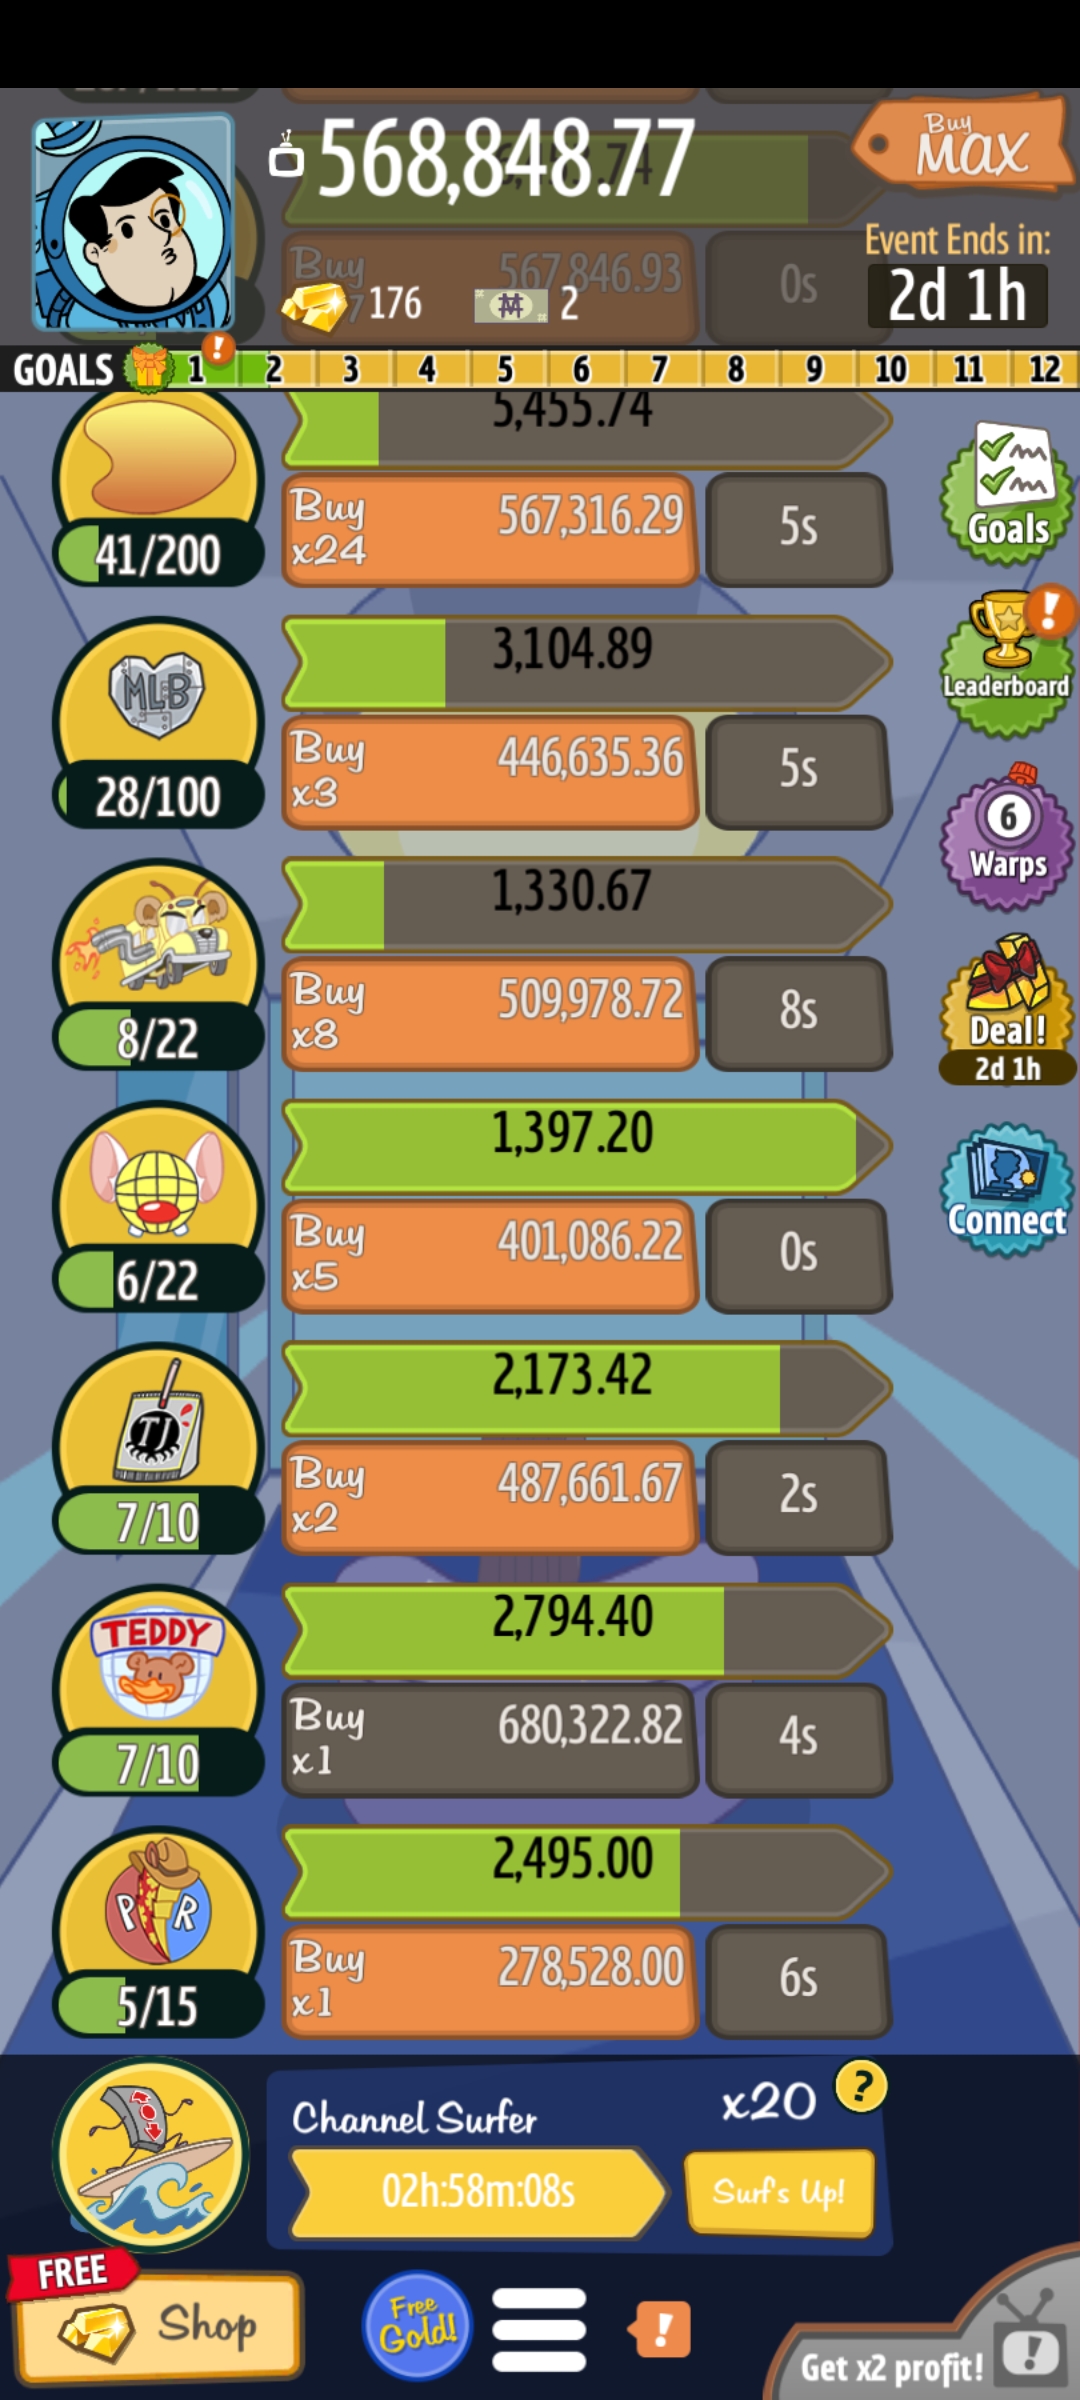 568,848.77
Buy
MAX
Event Ends in:
2d 1h
Buy
567,846.93
0s
176
2
GOALS 1 ! 2 3 4 5 6 7 8 9 10 11 12
5,455.74
Buy
x24
567,316.29
5s
41/200
Goals
3,104.89
MLB
Buy
x3
446,635.36
5s
28/100
!
Leaderboard
1,330.67
Buy
x8
509,978.72
8s
8/22
6
Warps
Deal!
2d 1h
1,397.20
Buy
x5
401,086.22
0s
6/22
Connect
2,173.42
TJ
Buy
x2
487,661.67
2s
7/10
2,794.40
TEDDY
Buy
x1
680,322.82
4s
7/10
2,495.00
P R
Buy
x1
278,528.00
6s
5/15
Channel Surfer
x20
?
02h:58m:08s
Surf's Up!
FREE
Shop
Free
Gold!
!
Get x2 profit!
!